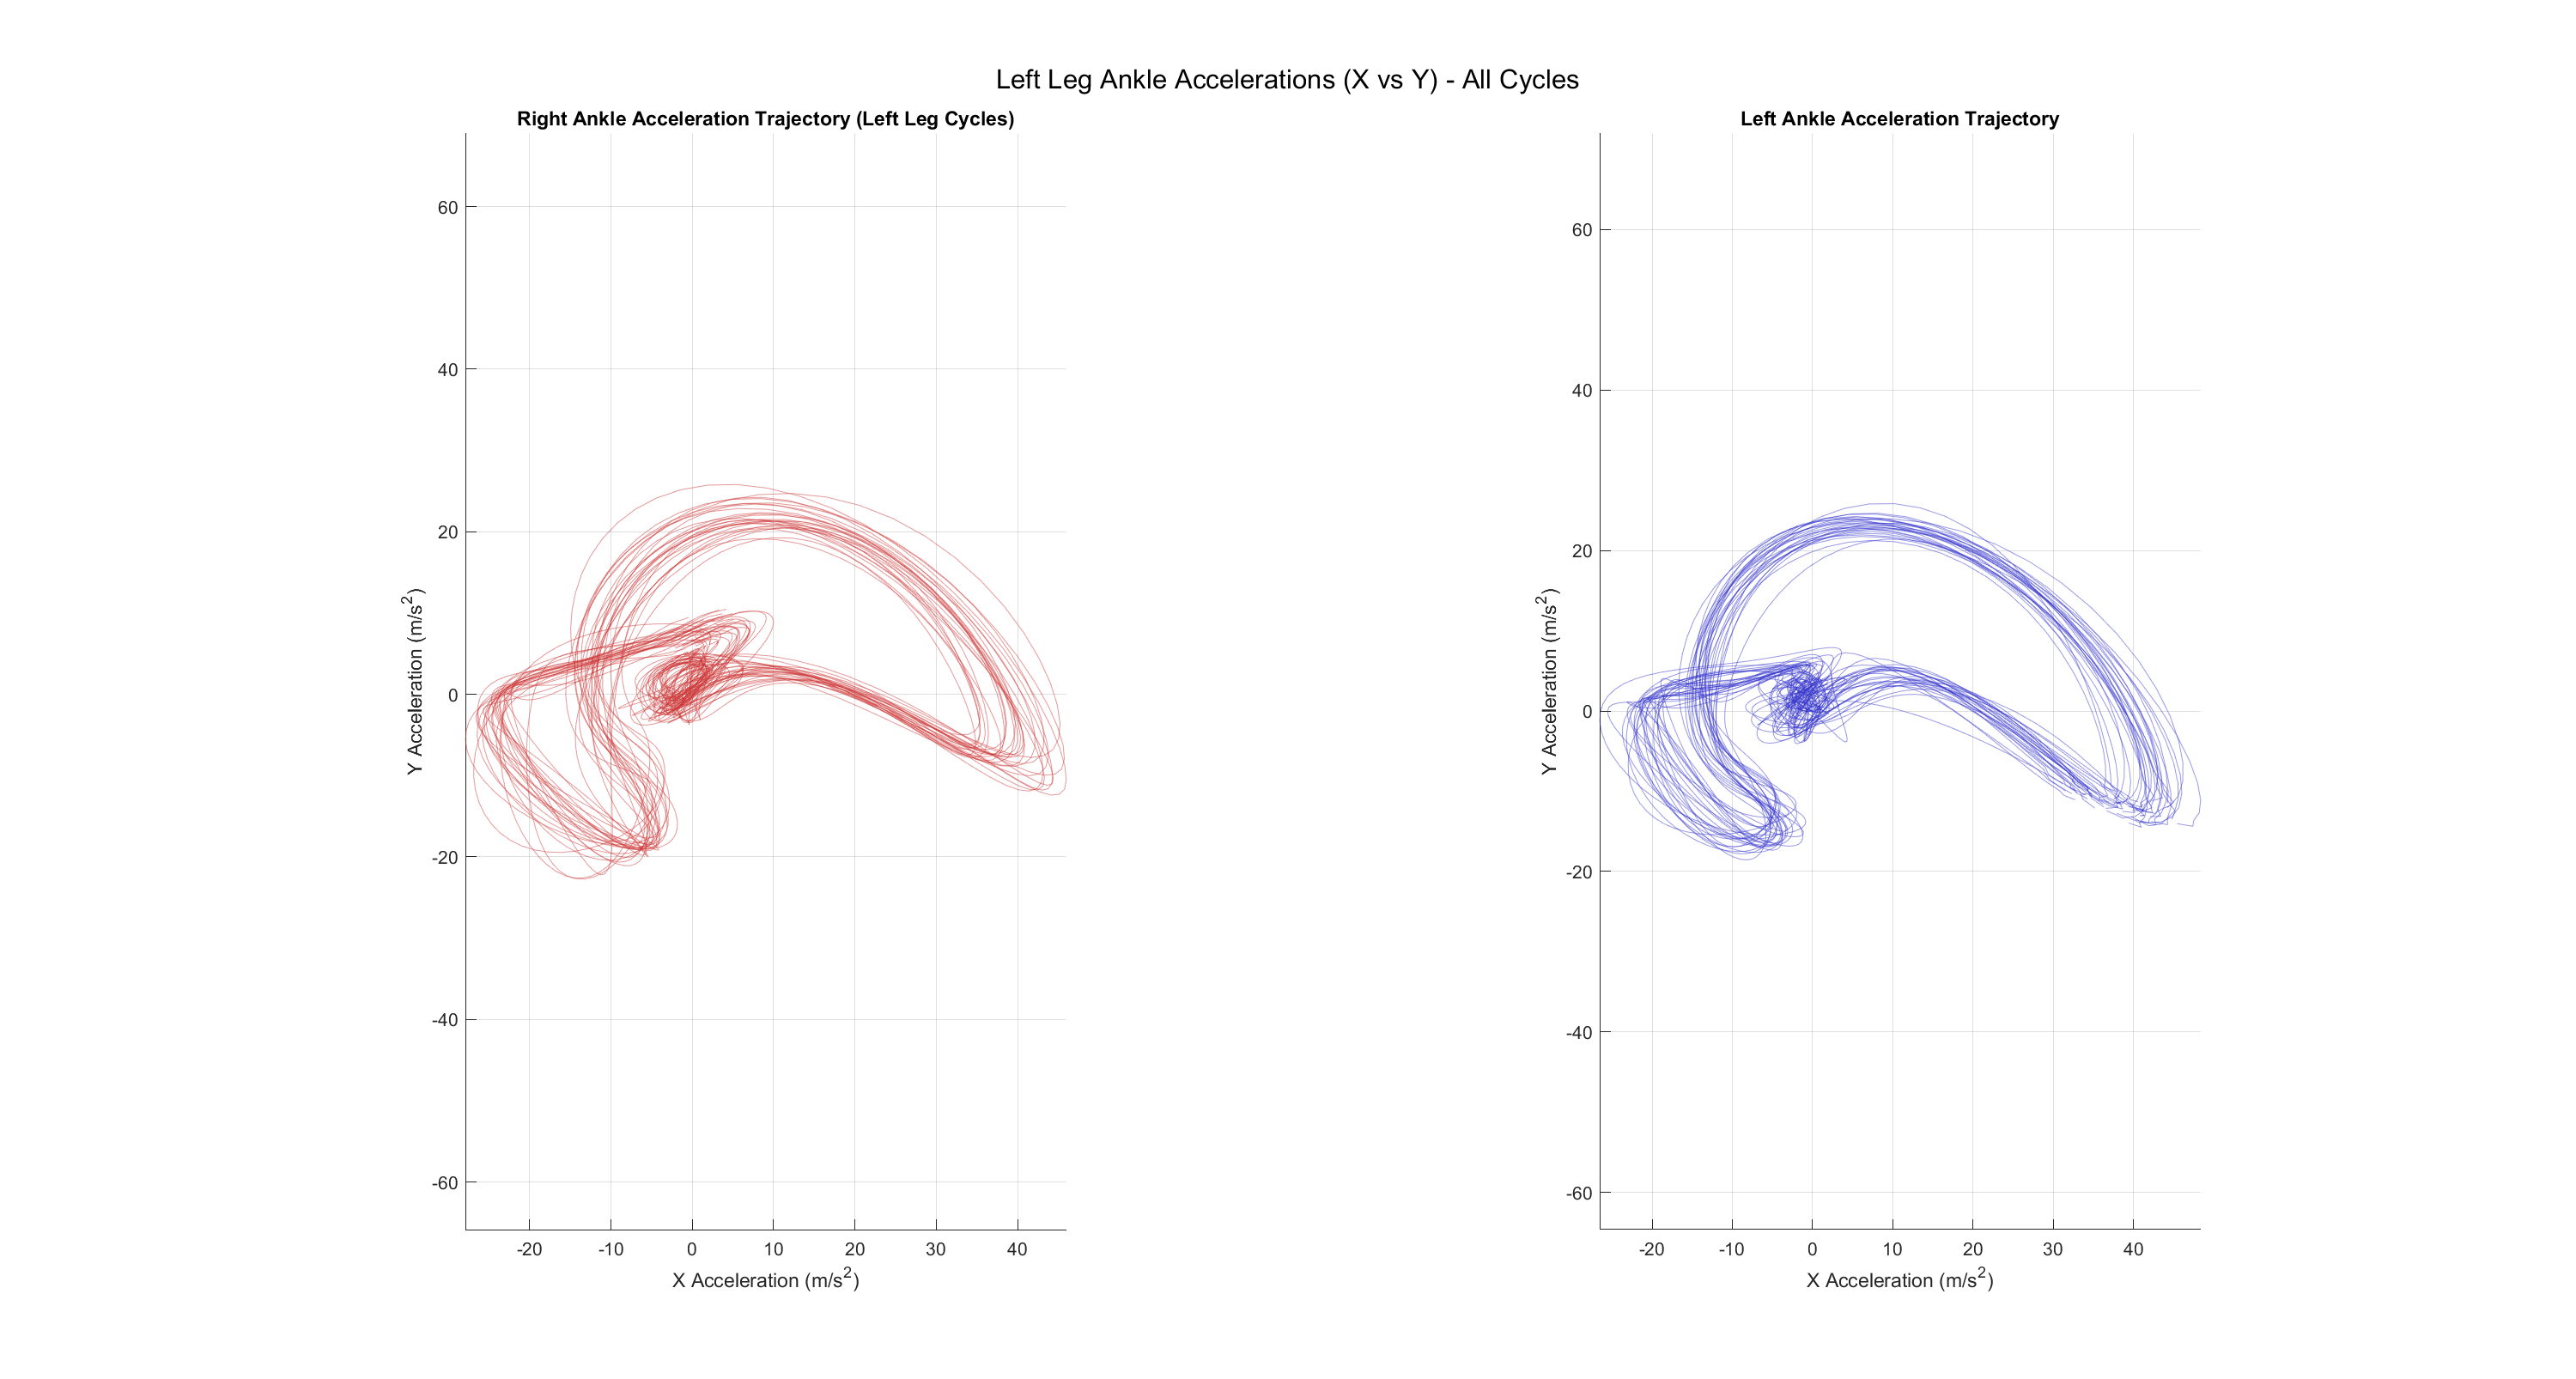 Left Leg Ankle Accelerations (X vs Y) - All Cycles
Right Ankle Acceleration Trajectory (Left Leg Cycles)
60
40
20
0
-20
-40
-60
Y Acceleration (m/s²)
-20 -10 0 10 20 30 40
X Acceleration (m/s²)
Left Ankle Acceleration Trajectory
60
40
20
0
-20
-40
-60
Y Acceleration (m/s²)
-20 -10 0 10 20 30 40
X Acceleration (m/s²)